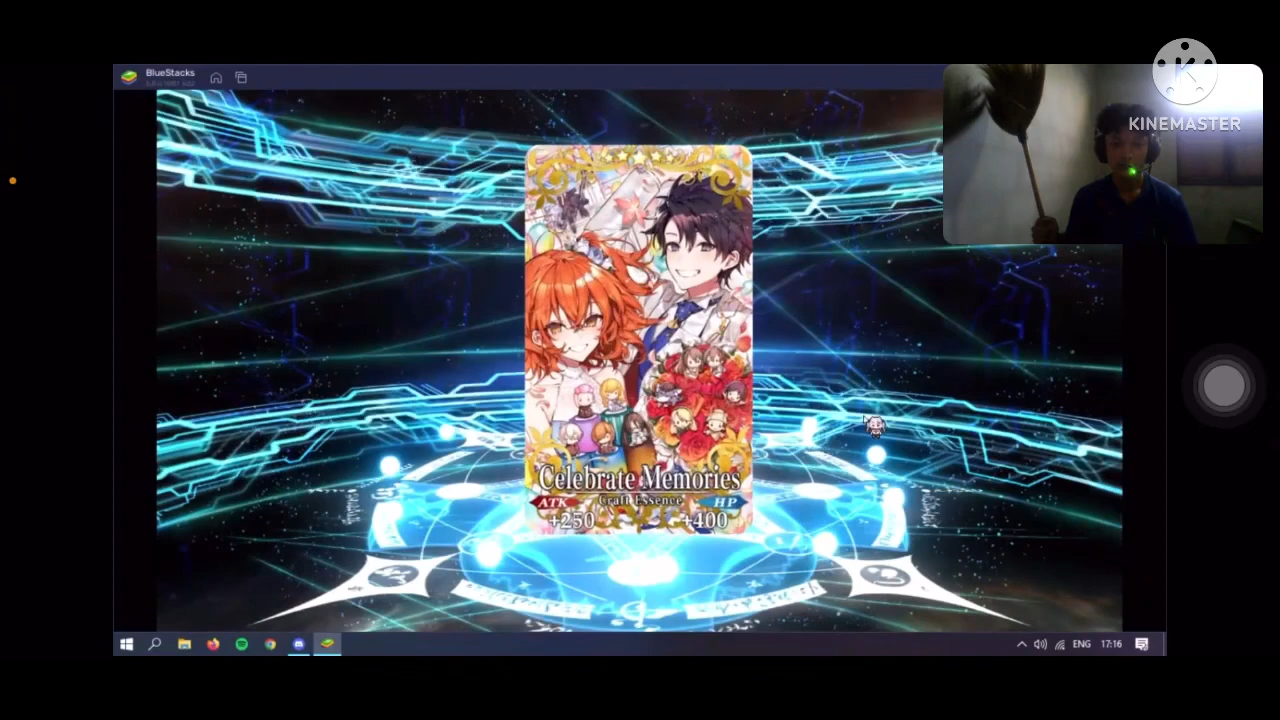 BlueStacks
KINEMASTER
Celebrate Memories
Craft Essence
ATK HP
+250 +400
ENG 17:16